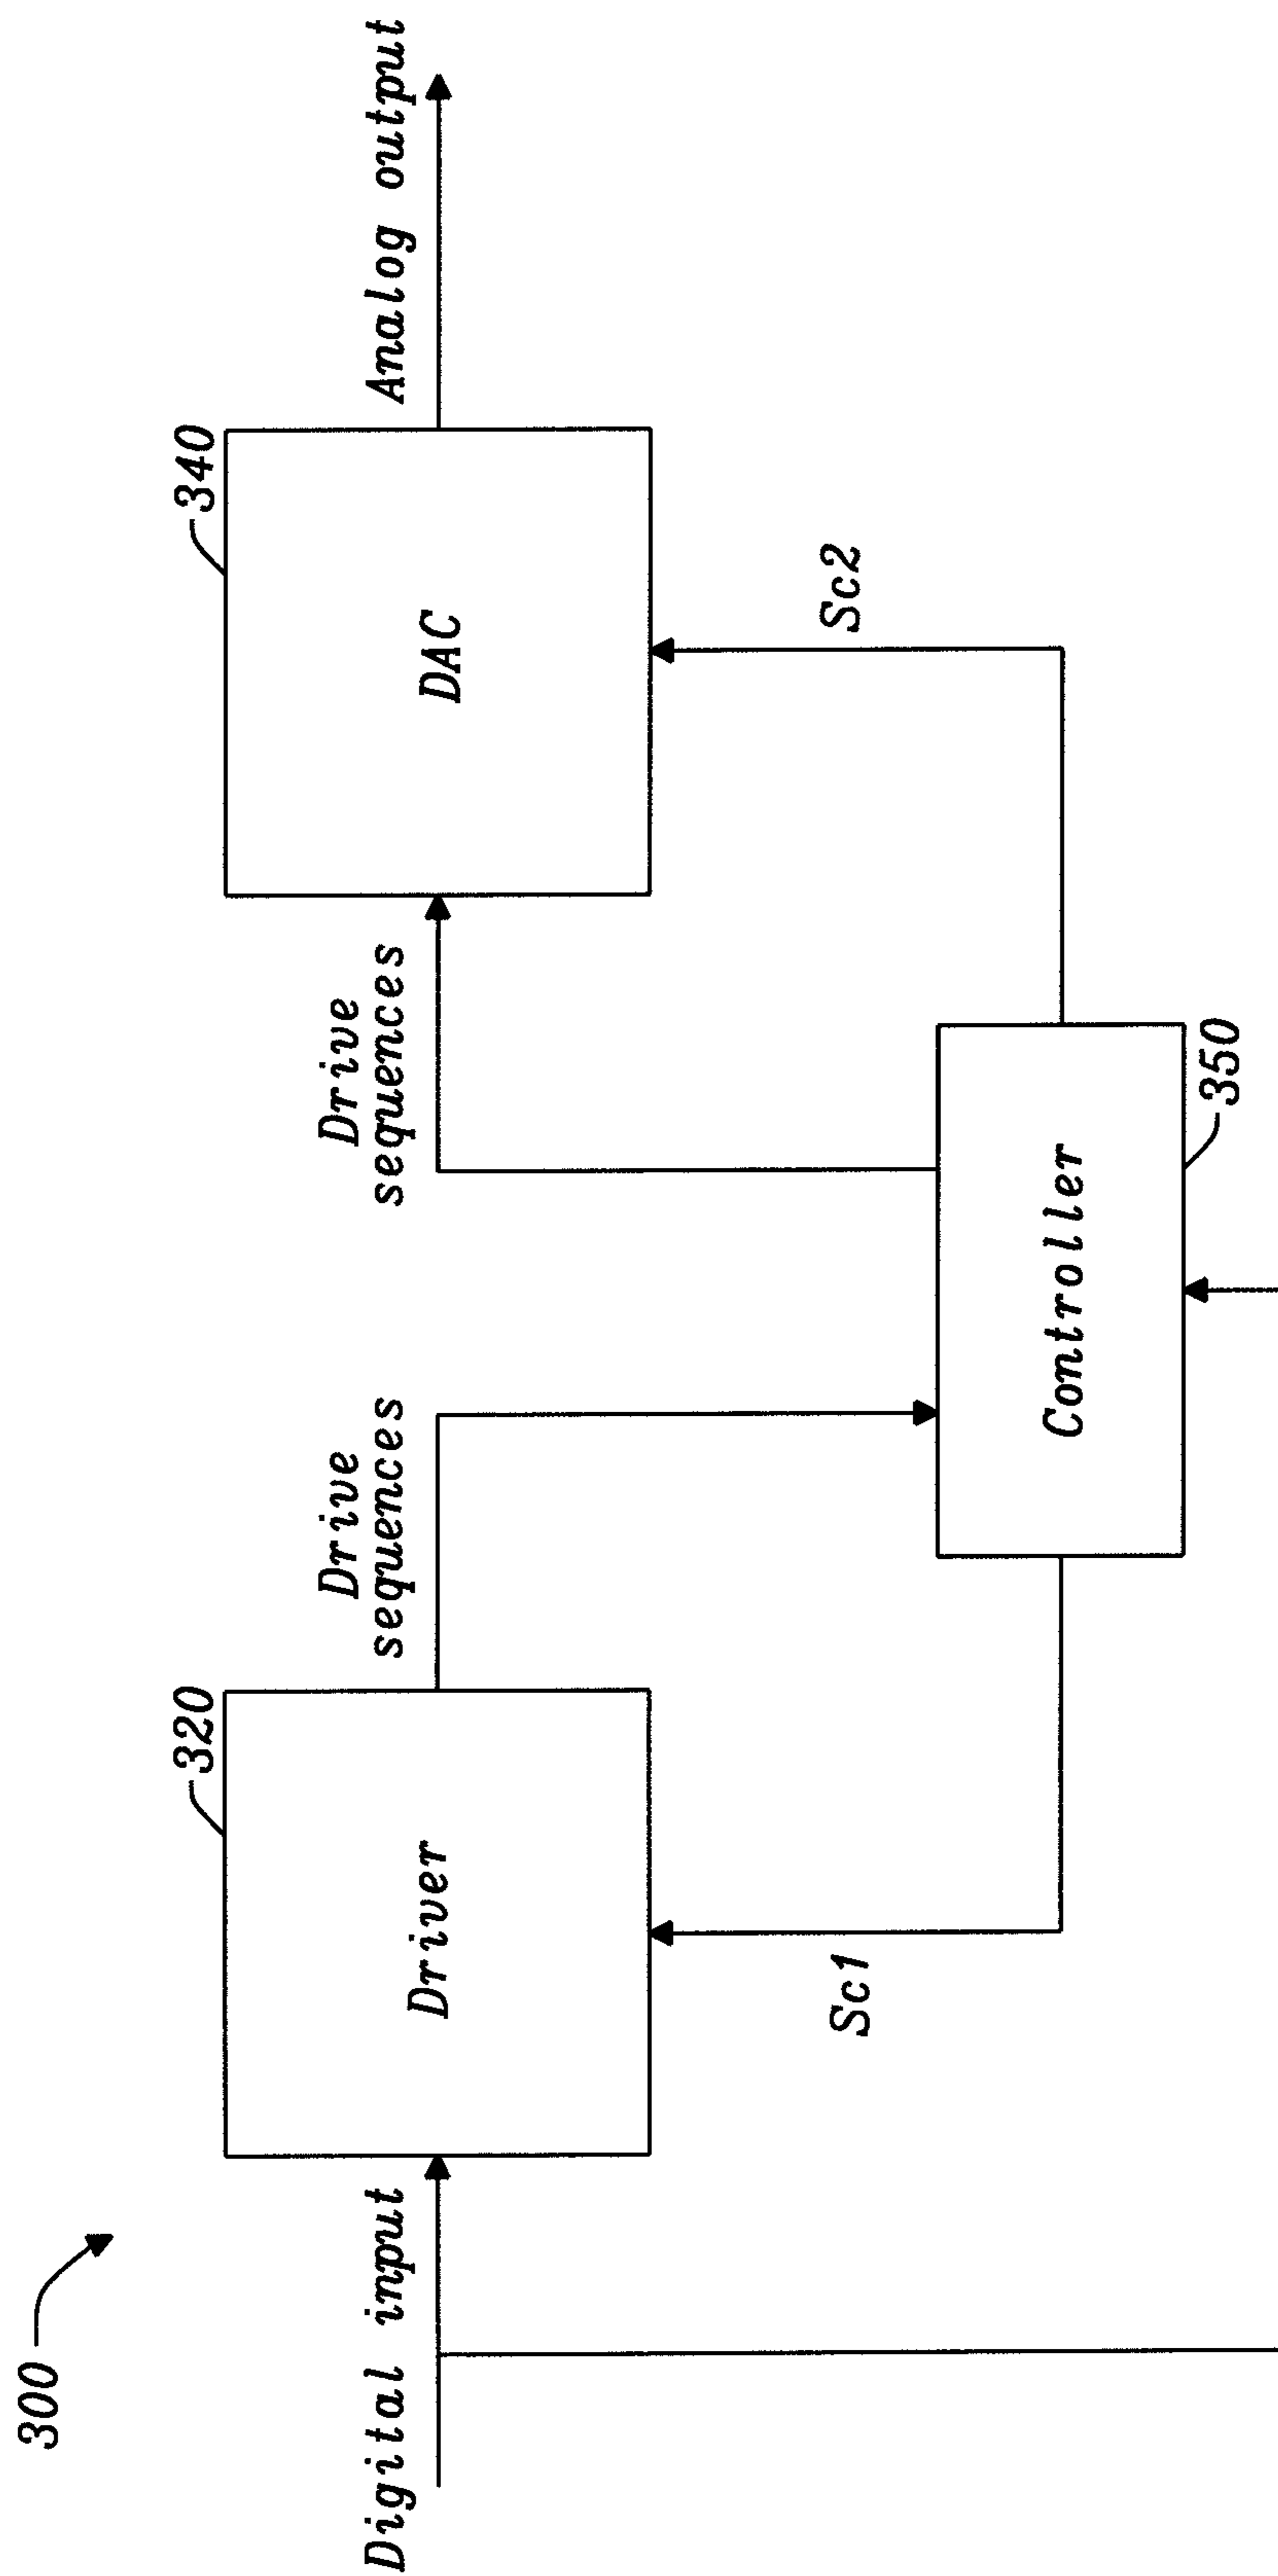 300
Digital input
320
Driver
Drive
sequences
Drive
sequences
340
DAC
Analog output
Sc1
Controller
350
Sc2